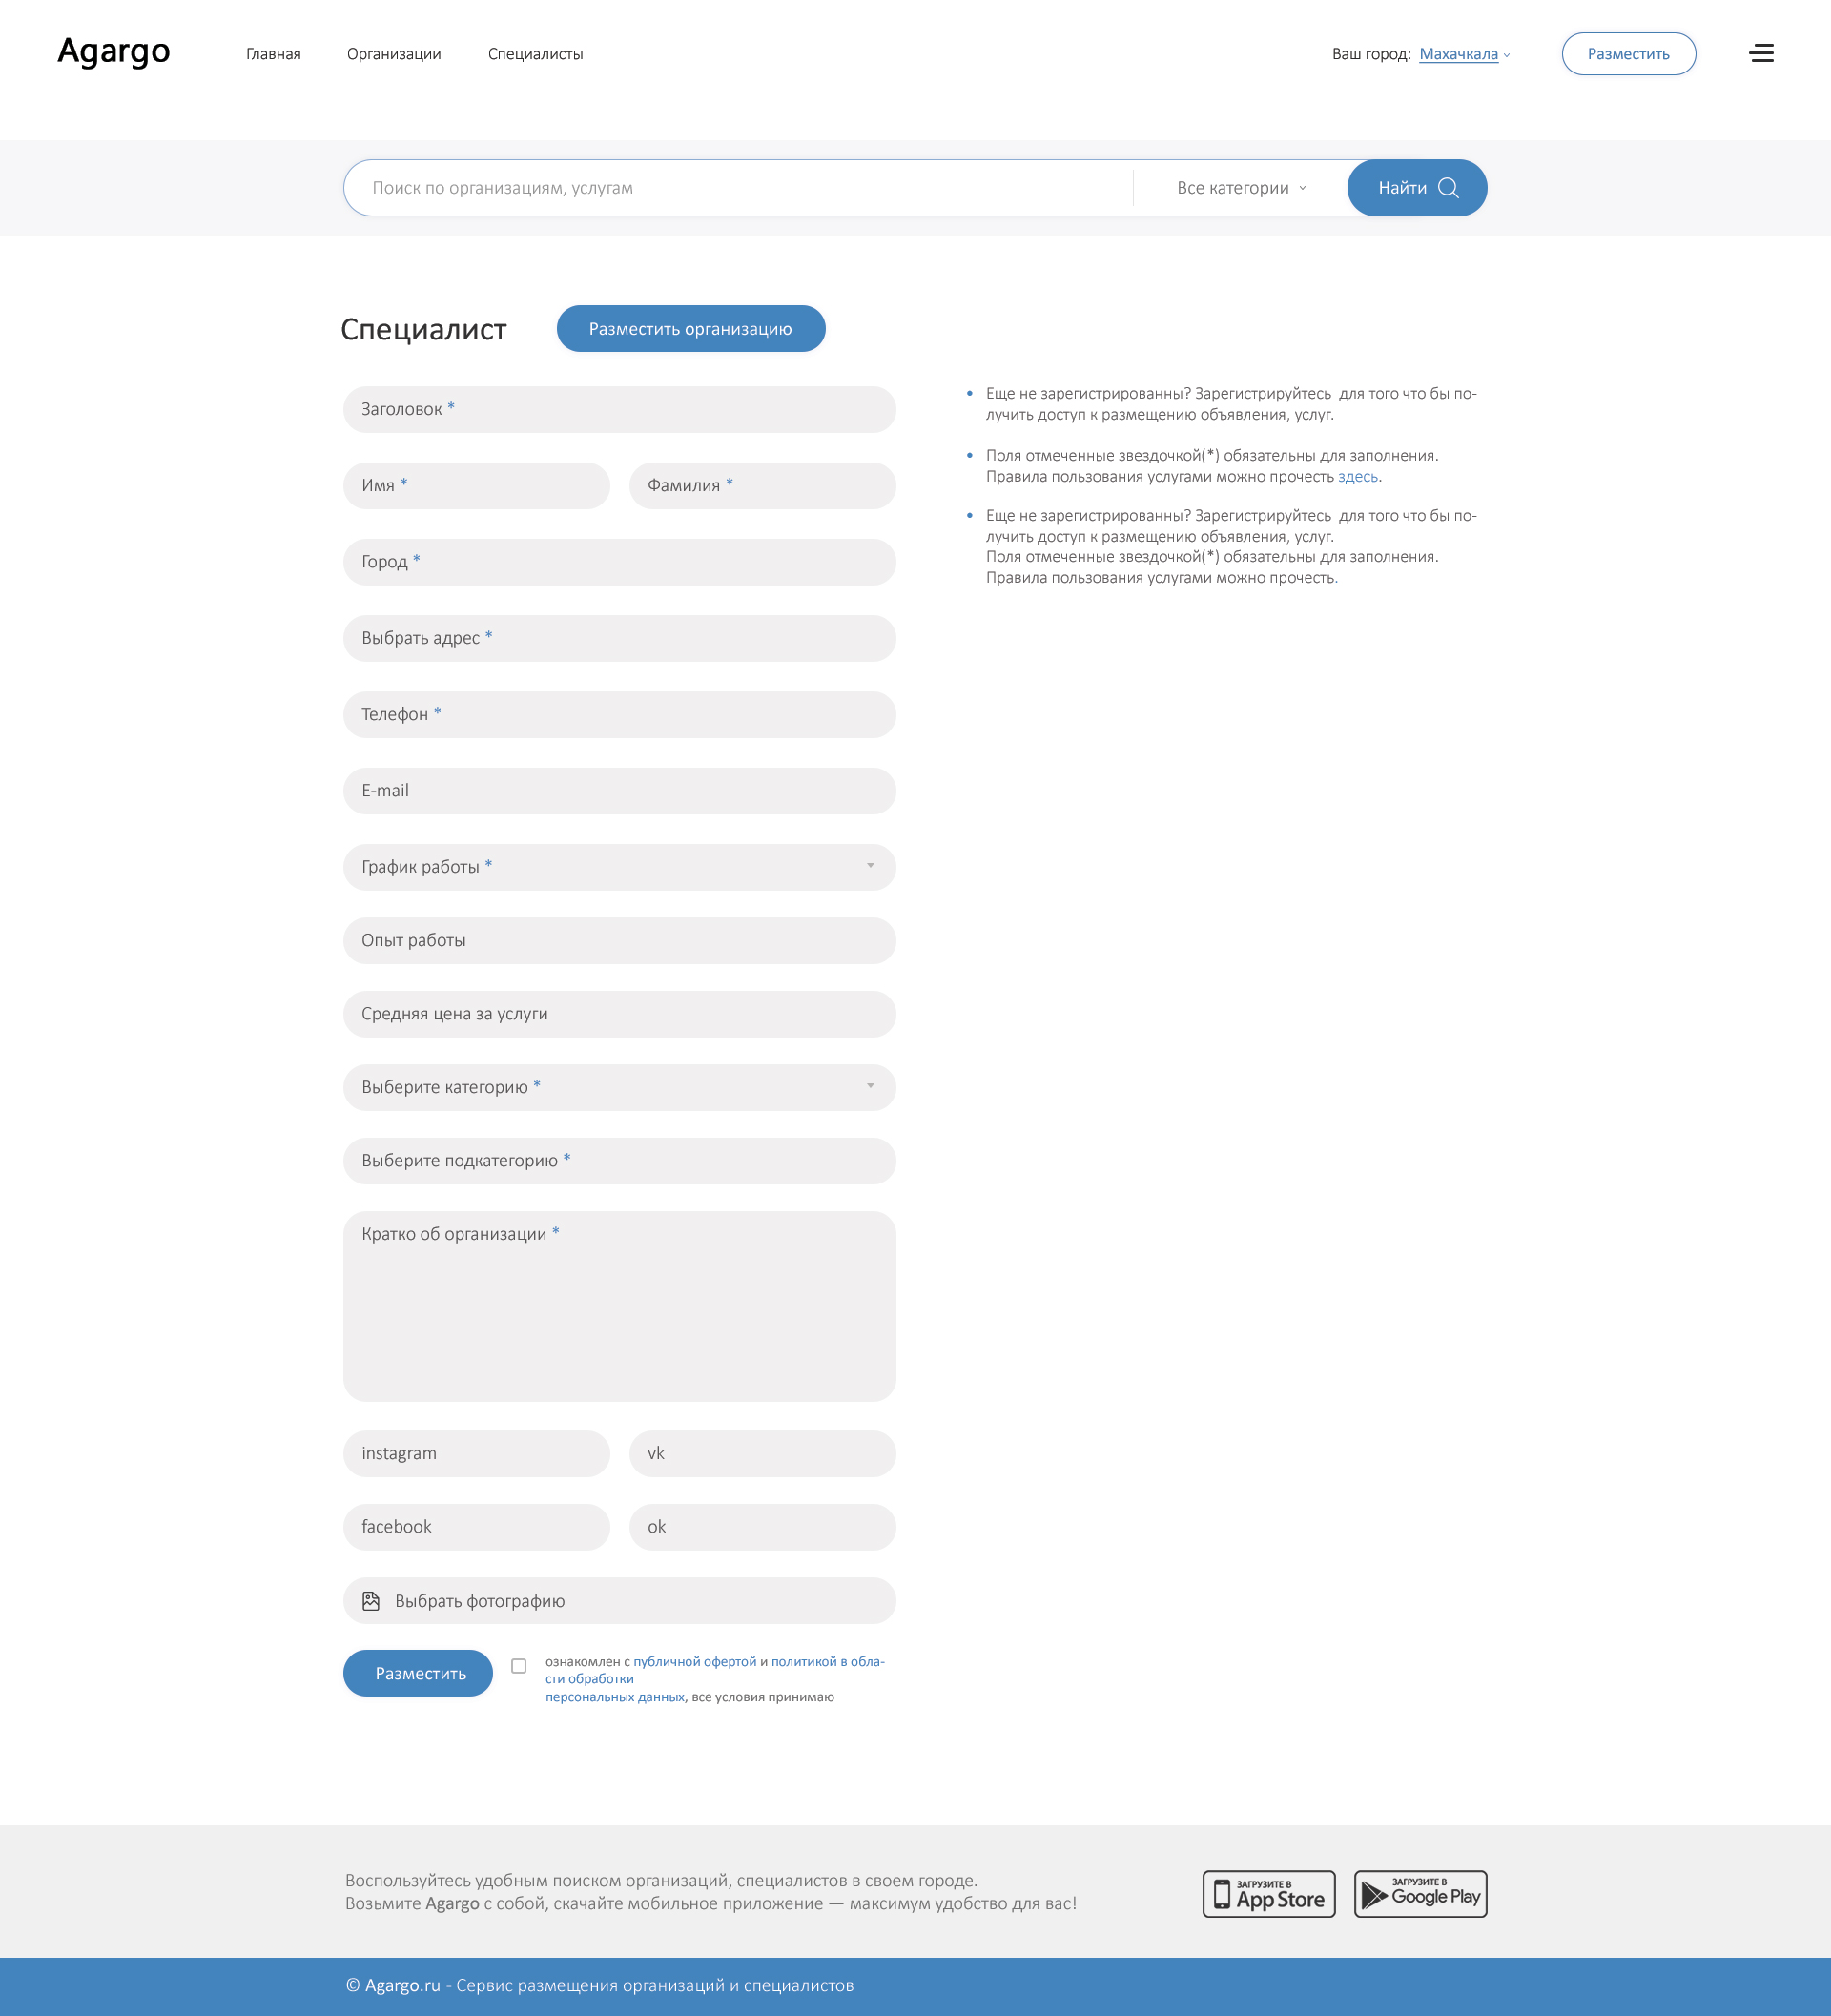 Agargo
Главная Организации Специалисты
Ваш город: Махачкала
Разместить
Поиск по организациям, услугам
Все категории
Найти
Специалист
Разместить организацию
Заголовок *
Имя *
Фамилия *
Город *
Выбрать адрес *
Телефон *
E-mail
График работы *
Опыт работы
Средняя цена за услуги
Выберите категорию *
Выберите подкатегорию *
Кратко об организации *
instagram
vk
facebook
ok
Выбрать фотографию
Разместить
ознакомлен с публичной офертой и политикой в обла-
сти обработки
персональных данных, все условия принимаю
• Еще не зарегистрированны? Зарегистрируйтесь  для того что бы по-
лучить доступ к размещению объявления, услуг.
• Поля отмеченные звездочкой(*) обязательны для заполнения.
Правила пользования услугами можно прочесть здесь.
• Еще не зарегистрированны? Зарегистрируйтесь  для того что бы по-
лучить доступ к размещению объявления, услуг.
Поля отмеченные звездочкой(*) обязательны для заполнения.
Правила пользования услугами можно прочесть.
Воспользуйтесь удобным поиском организаций, специалистов в своем городе.
Возьмите Agargo с собой, скачайте мобильное приложение — максимум удобство для вас!
ЗАГРУЗИТЕ В
App Store
ЗАГРУЗИТЕ В
Google Play
© Agargo.ru - Сервис размещения организаций и специалистов